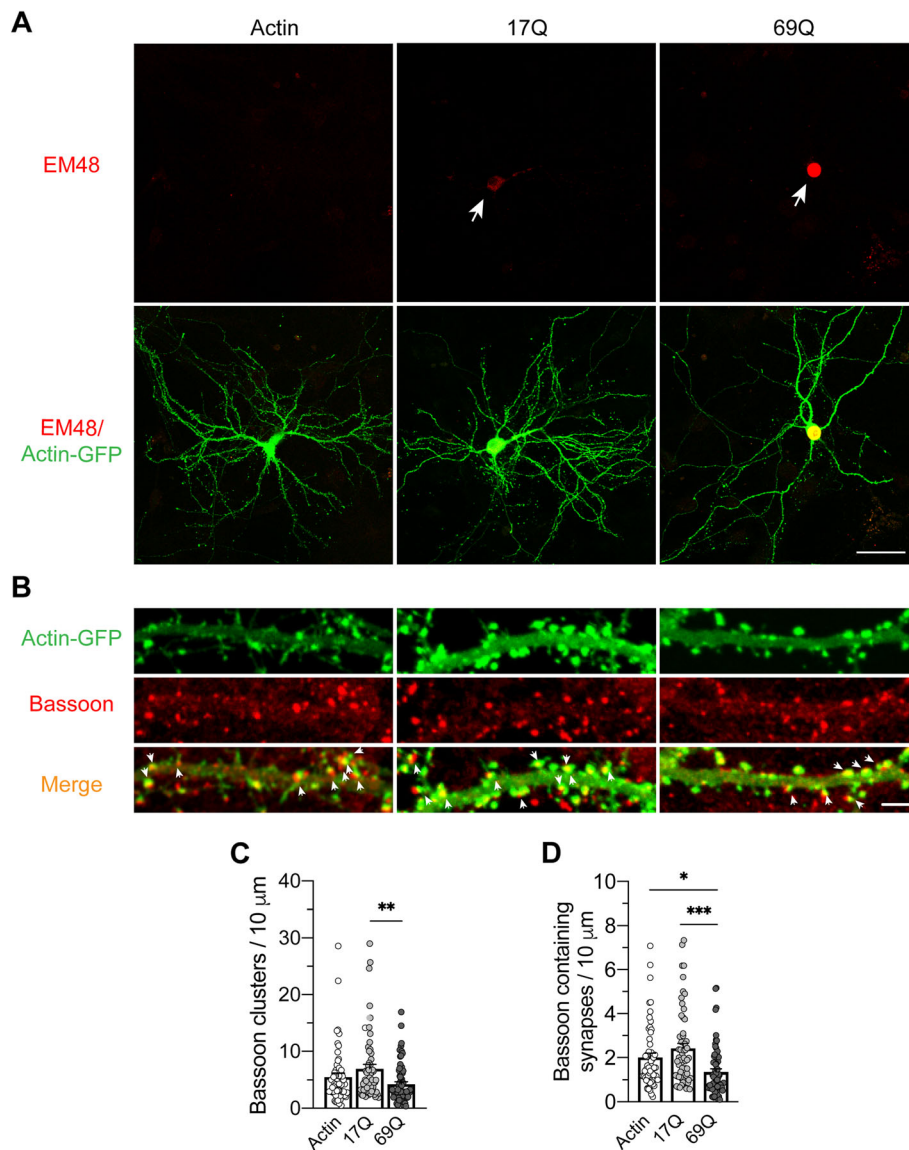 A
Actin 17Q 69Q
EM48
EM48/
Actin-GFP
B
Actin-GFP
Bassoon
Merge
C
Bassoon clusters / 10 μm
40
30
20
10
0
**
Actin 17Q 69Q
D
Bassoon containing
synapses / 10 μm
10
8
6
4
2
0
*
***
Actin 17Q 69Q